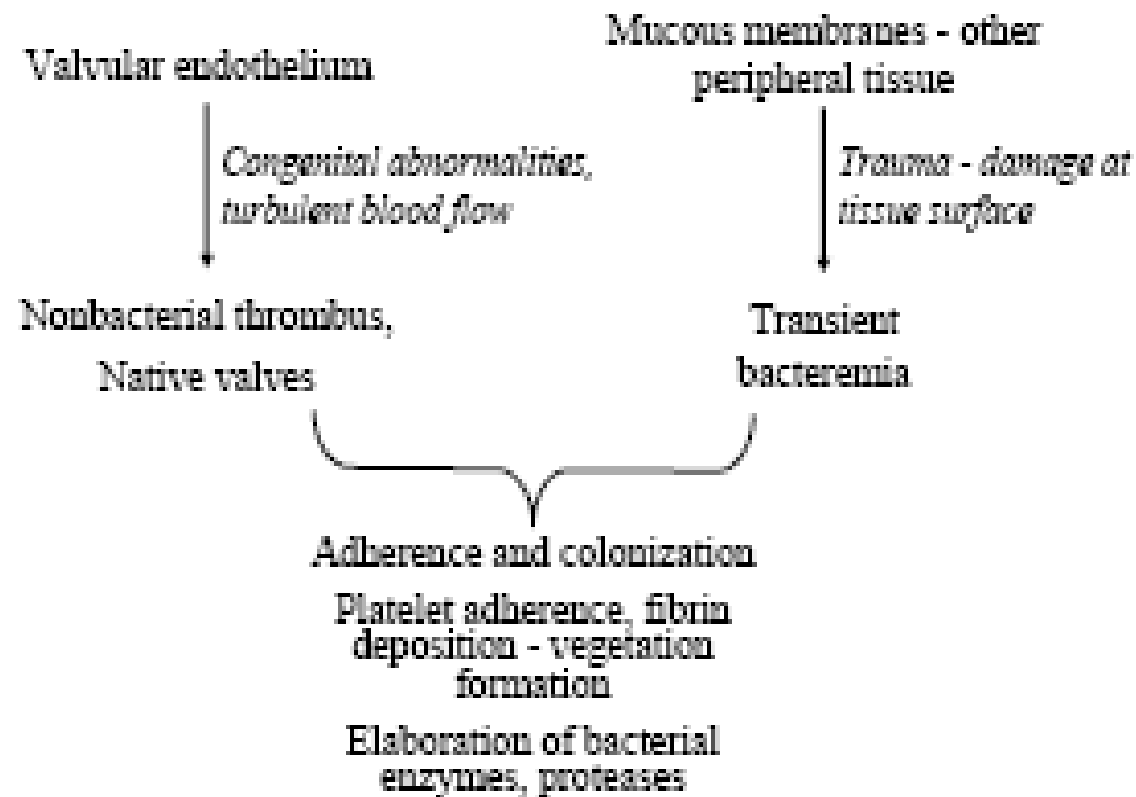 Valvular endothelium
Mucous membranes - other
peripheral tissue
Congenital abnormalities,
turbulent blood flow
Trauma - damage at
tissue surface
Nonbacterial thrombus,
Native valves
Transient
bacteremia
Adherence and colonization
Platelet adherence, fibrin
deposition - vegetation
formation
Elaboration of bacterial
enzymes, proteases